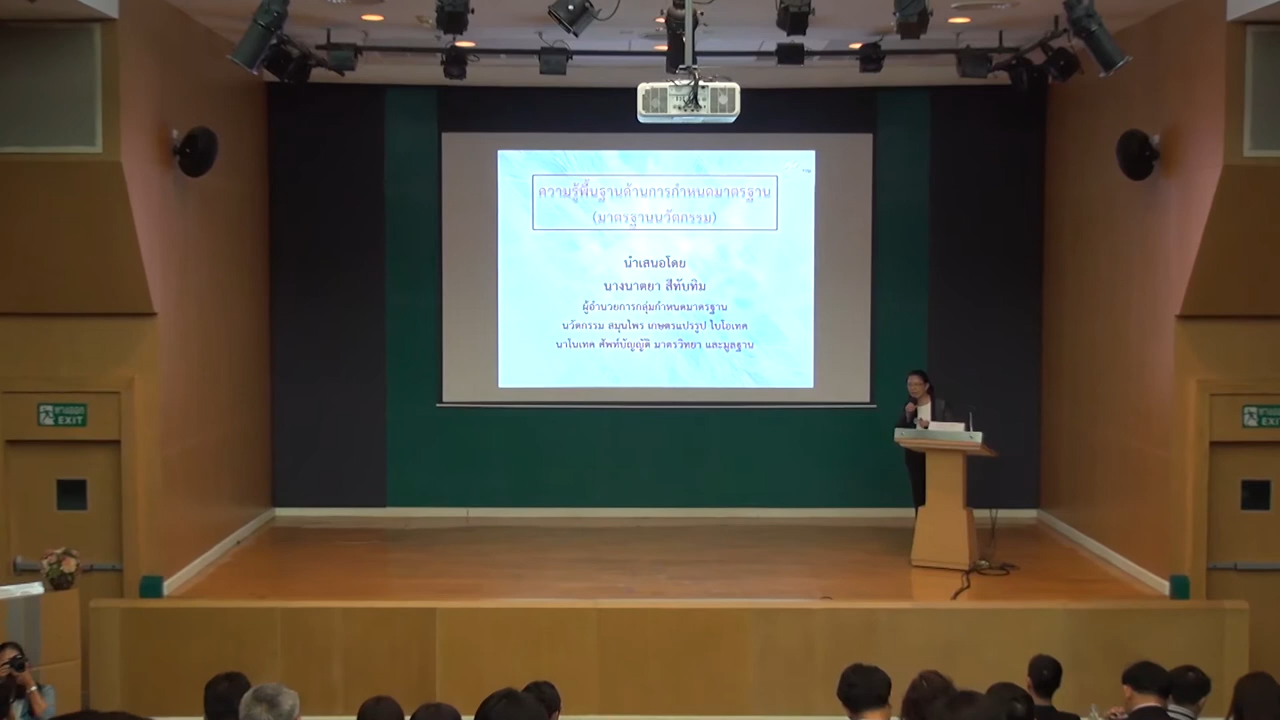 ความรู้พื้นฐานด้านการกำหนดมาตรฐาน
(มาตรฐานนวัตกรรม)
นำเสนอโดย
นางนาตยา สีทับทิม
ผู้อำนวยการกลุ่มกำหนดมาตรฐาน
นวัตกรรม สมุนไพร เกษตรแปรรูป ไบโอเทค
นาโนเทค ศัพท์บัญญัติ มาตรวิทยา และมูลฐาน
ทางออก
EXIT
EXI